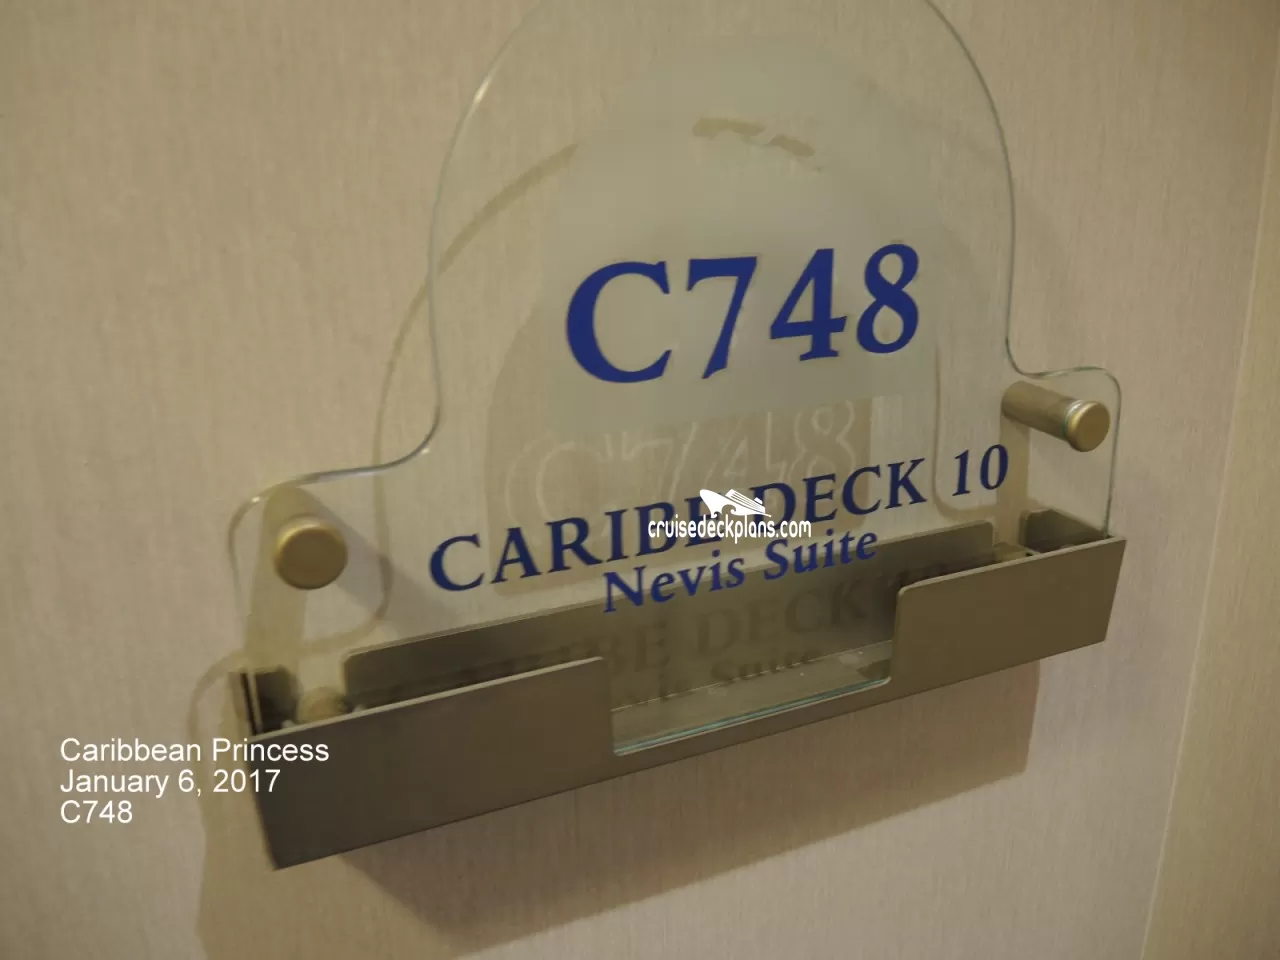 C748
CARIBE DECK 10
cruisedeckplans.com
Nevis Suite
Caribbean Princess
January 6, 2017
C748